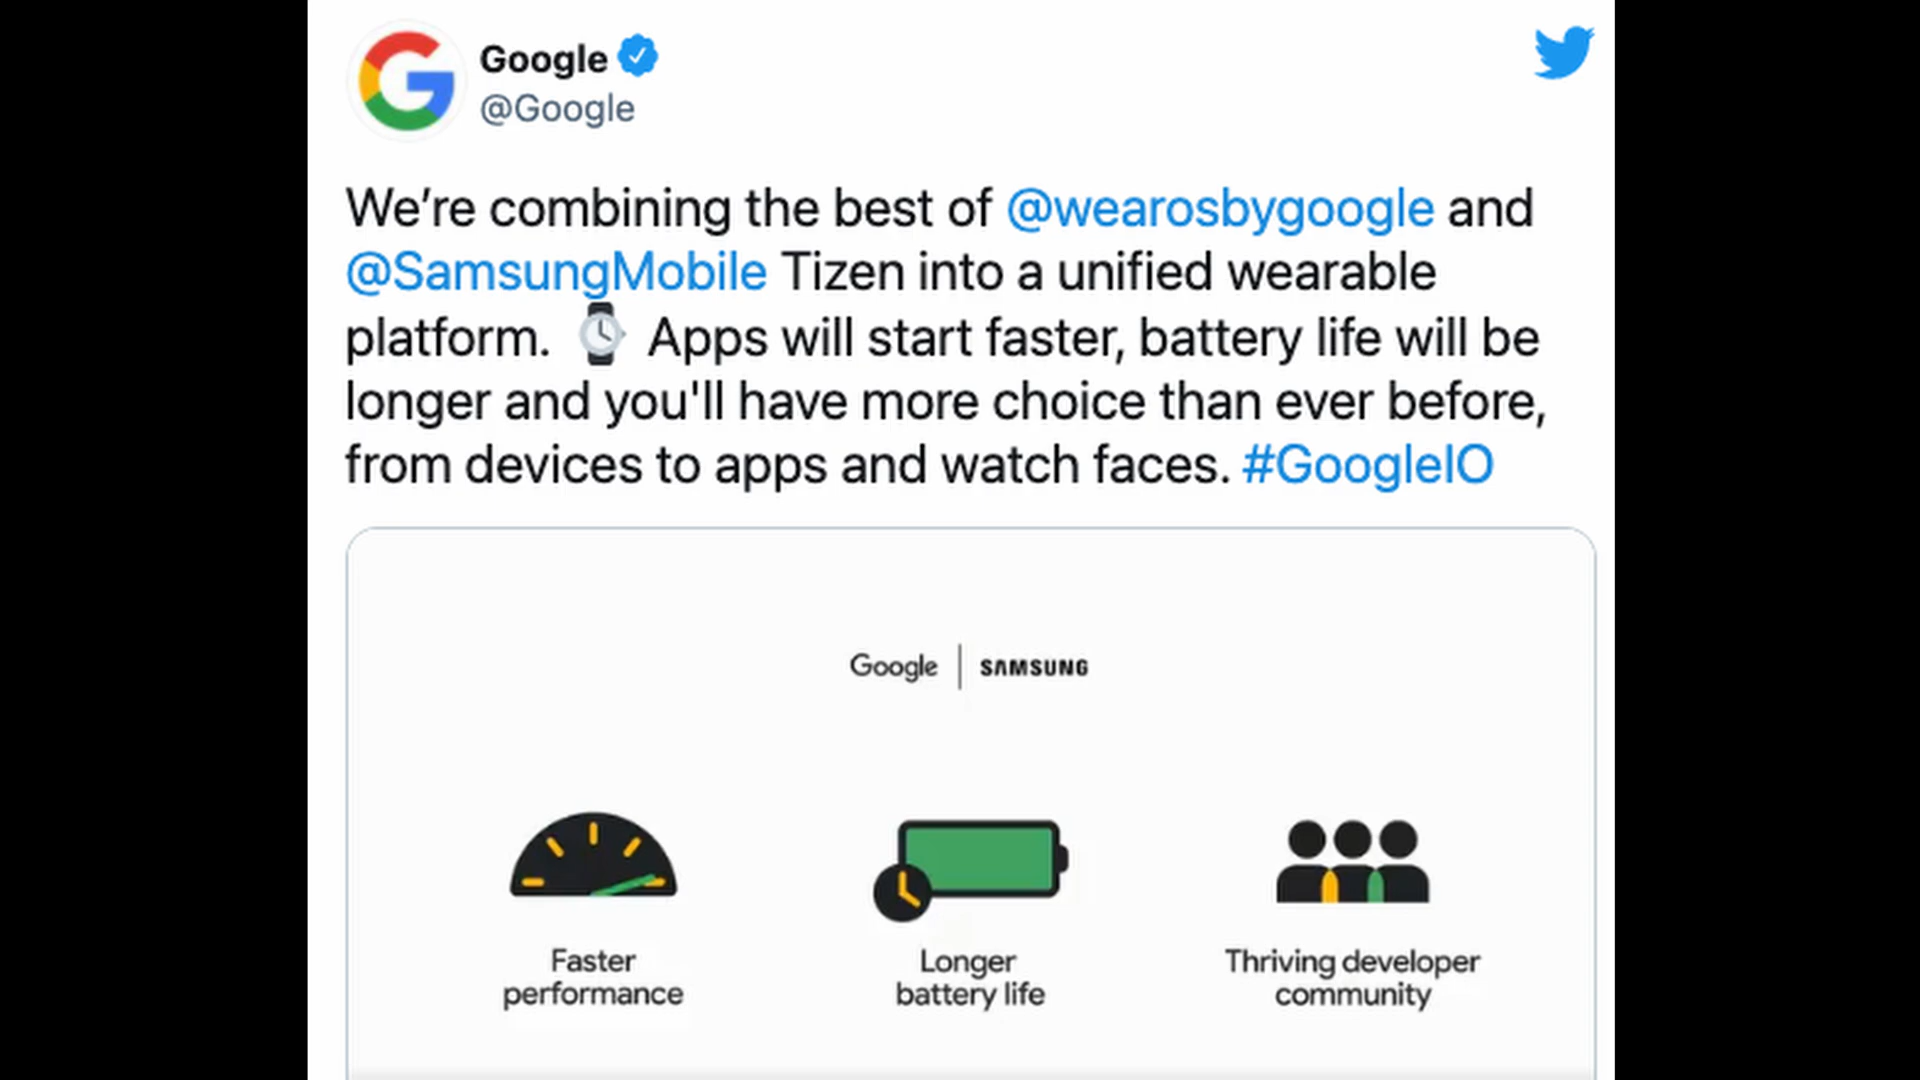 Google
@Google
We’re combining the best of @wearosbygoogle and
@SamsungMobile Tizen into a unified wearable
platform. ⌚ Apps will start faster, battery life will be
longer and you'll have more choice than ever before,
from devices to apps and watch faces. #GoogleIO
Google | SAMSUNG
Faster
performance
Longer
battery life
Thriving developer
community